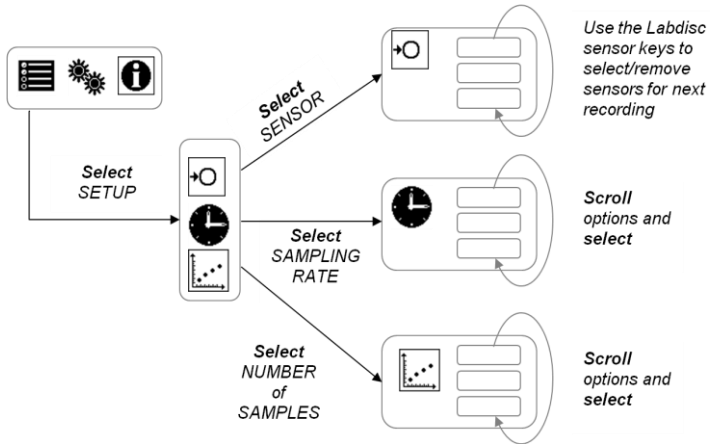 Select
SETUP
Select
SENSOR
Select
SAMPLING
RATE
Select
NUMBER
of
SAMPLES
Use the Labdisc
sensor keys to
select/remove
sensors for next
recording
Scroll
options and
select
Scroll
options and
select